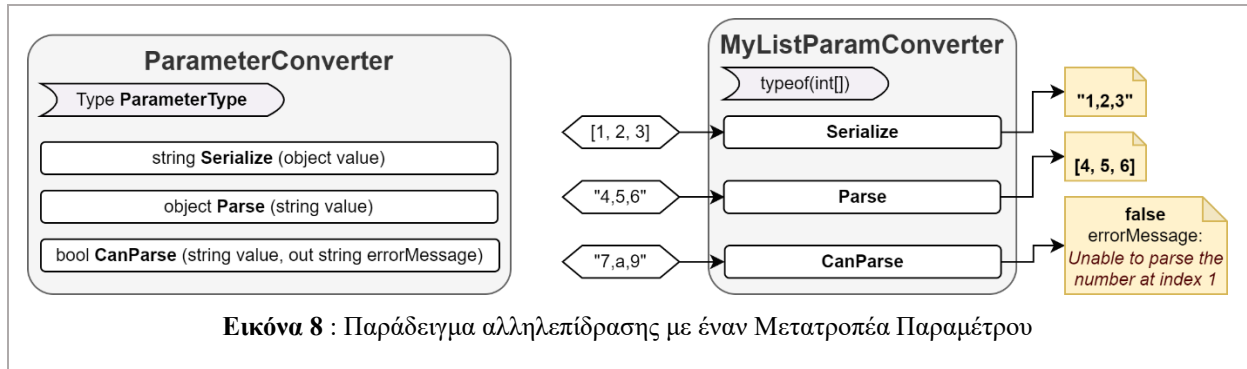 ParameterConverter
Type ParameterType
string Serialize (object value)
object Parse (string value)
bool CanParse (string value, out string errorMessage)
MyListParamConverter
typeof(int[])
[1, 2, 3]
Serialize
"1,2,3"
"4,5,6"
Parse
[4, 5, 6]
"7,a,9"
CanParse
false
errorMessage:
Unable to parse the
number at index 1
Εικόνα 8 : Παράδειγμα αλληλεπίδρασης με έναν Μετατροπέα Παραμέτρου